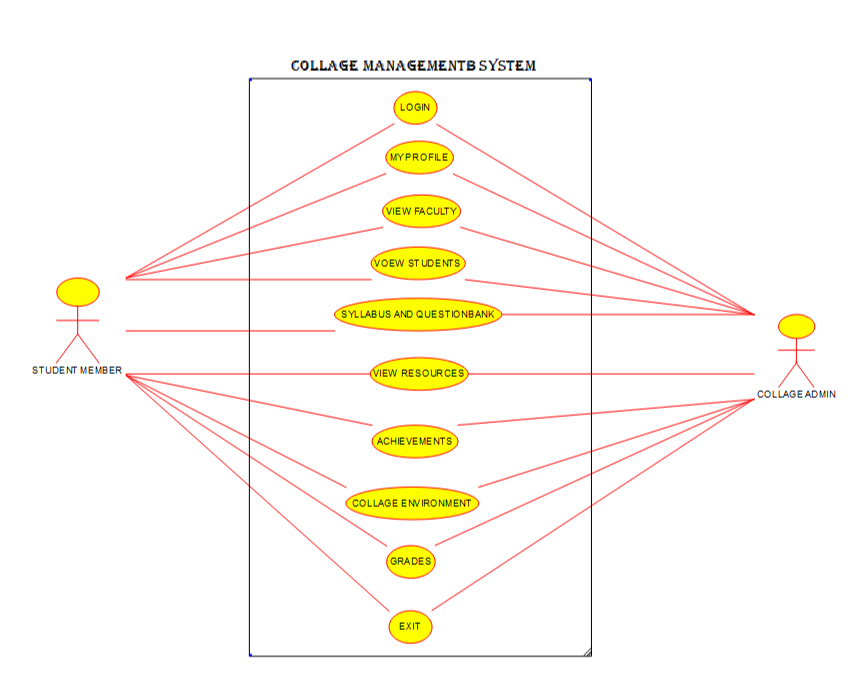 COLLAGE MANAGEMENTB SYSTEM
LOGIN
MYPROFILE
VIEW FACULTY
VOEW STUDENTS
SYLLABUS AND QUESTIONBANK
VIEW RESOURCES
ACHIEVEMENTS
COLLAGE ENVIRONMENT
GRADES
EXIT
STUDENT MEMBER
COLLAGE ADMIN